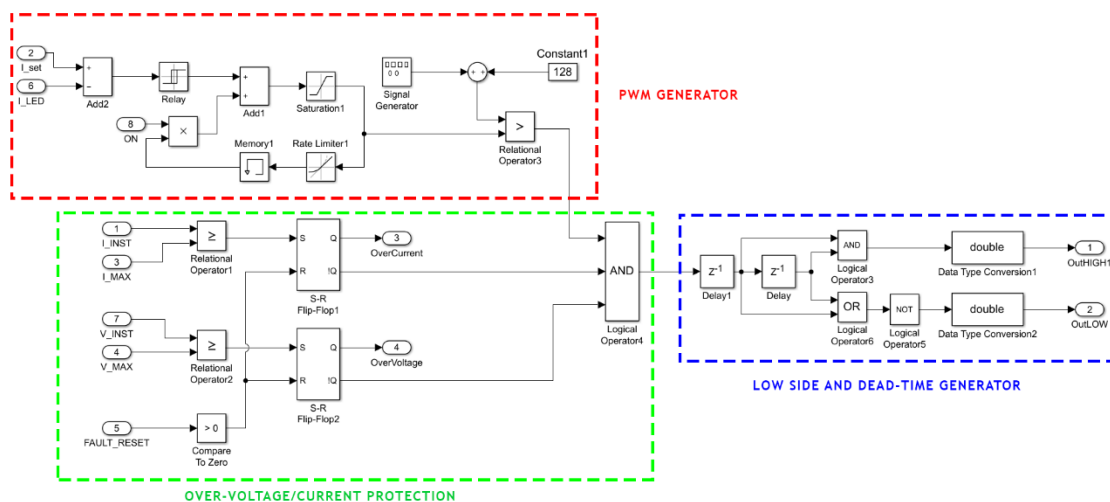 2
I_set
6
I_LED
+
−
Add2
Relay
+
+
Add1
Saturation1
8
ON
×
Memory1
Rate Limiter1
Signal
Generator
+ +
Constant1
128
>
Relational
Operator3
PWM GENERATOR
1
I_INST
3
I_MAX
≥
Relational
Operator1
S
Q
R
!Q
S-R
Flip-Flop1
3
OverCurrent
7
V_INST
4
V_MAX
≥
Relational
Operator2
S
Q
R
!Q
S-R
Flip-Flop2
4
OverVoltage
5
FAULT_RESET
> 0
Compare
To Zero
AND
Logical
Operator4
OVER-VOLTAGE/CURRENT PROTECTION
Z-1
Delay1
Z-1
Delay
AND
Logical
Operator3
OR
Logical
Operator6
NOT
Logical
Operator5
double
Data Type Conversion1
double
Data Type Conversion2
1
OutHIGH1
2
OutLOW
LOW SIDE AND DEAD-TIME GENERATOR